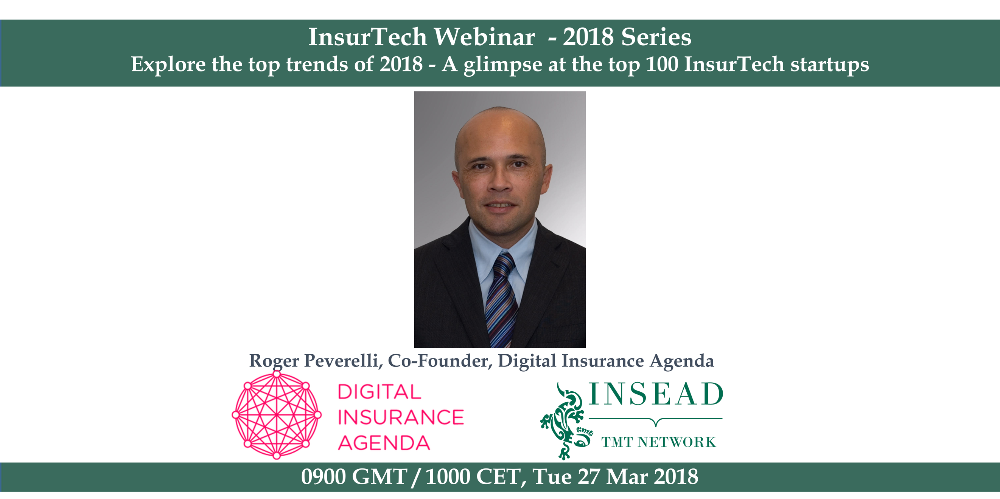 InsurTech Webinar - 2018 Series
Explore the top trends of 2018 - A glimpse at the top 100 InsurTech startups
Roger Peverelli, Co-Founder, Digital Insurance Agenda
DIGITAL
INSURANCE
AGENDA
INSEAD
tmt
TMT NETWORK
0900 GMT / 1000 CET, Tue 27 Mar 2018